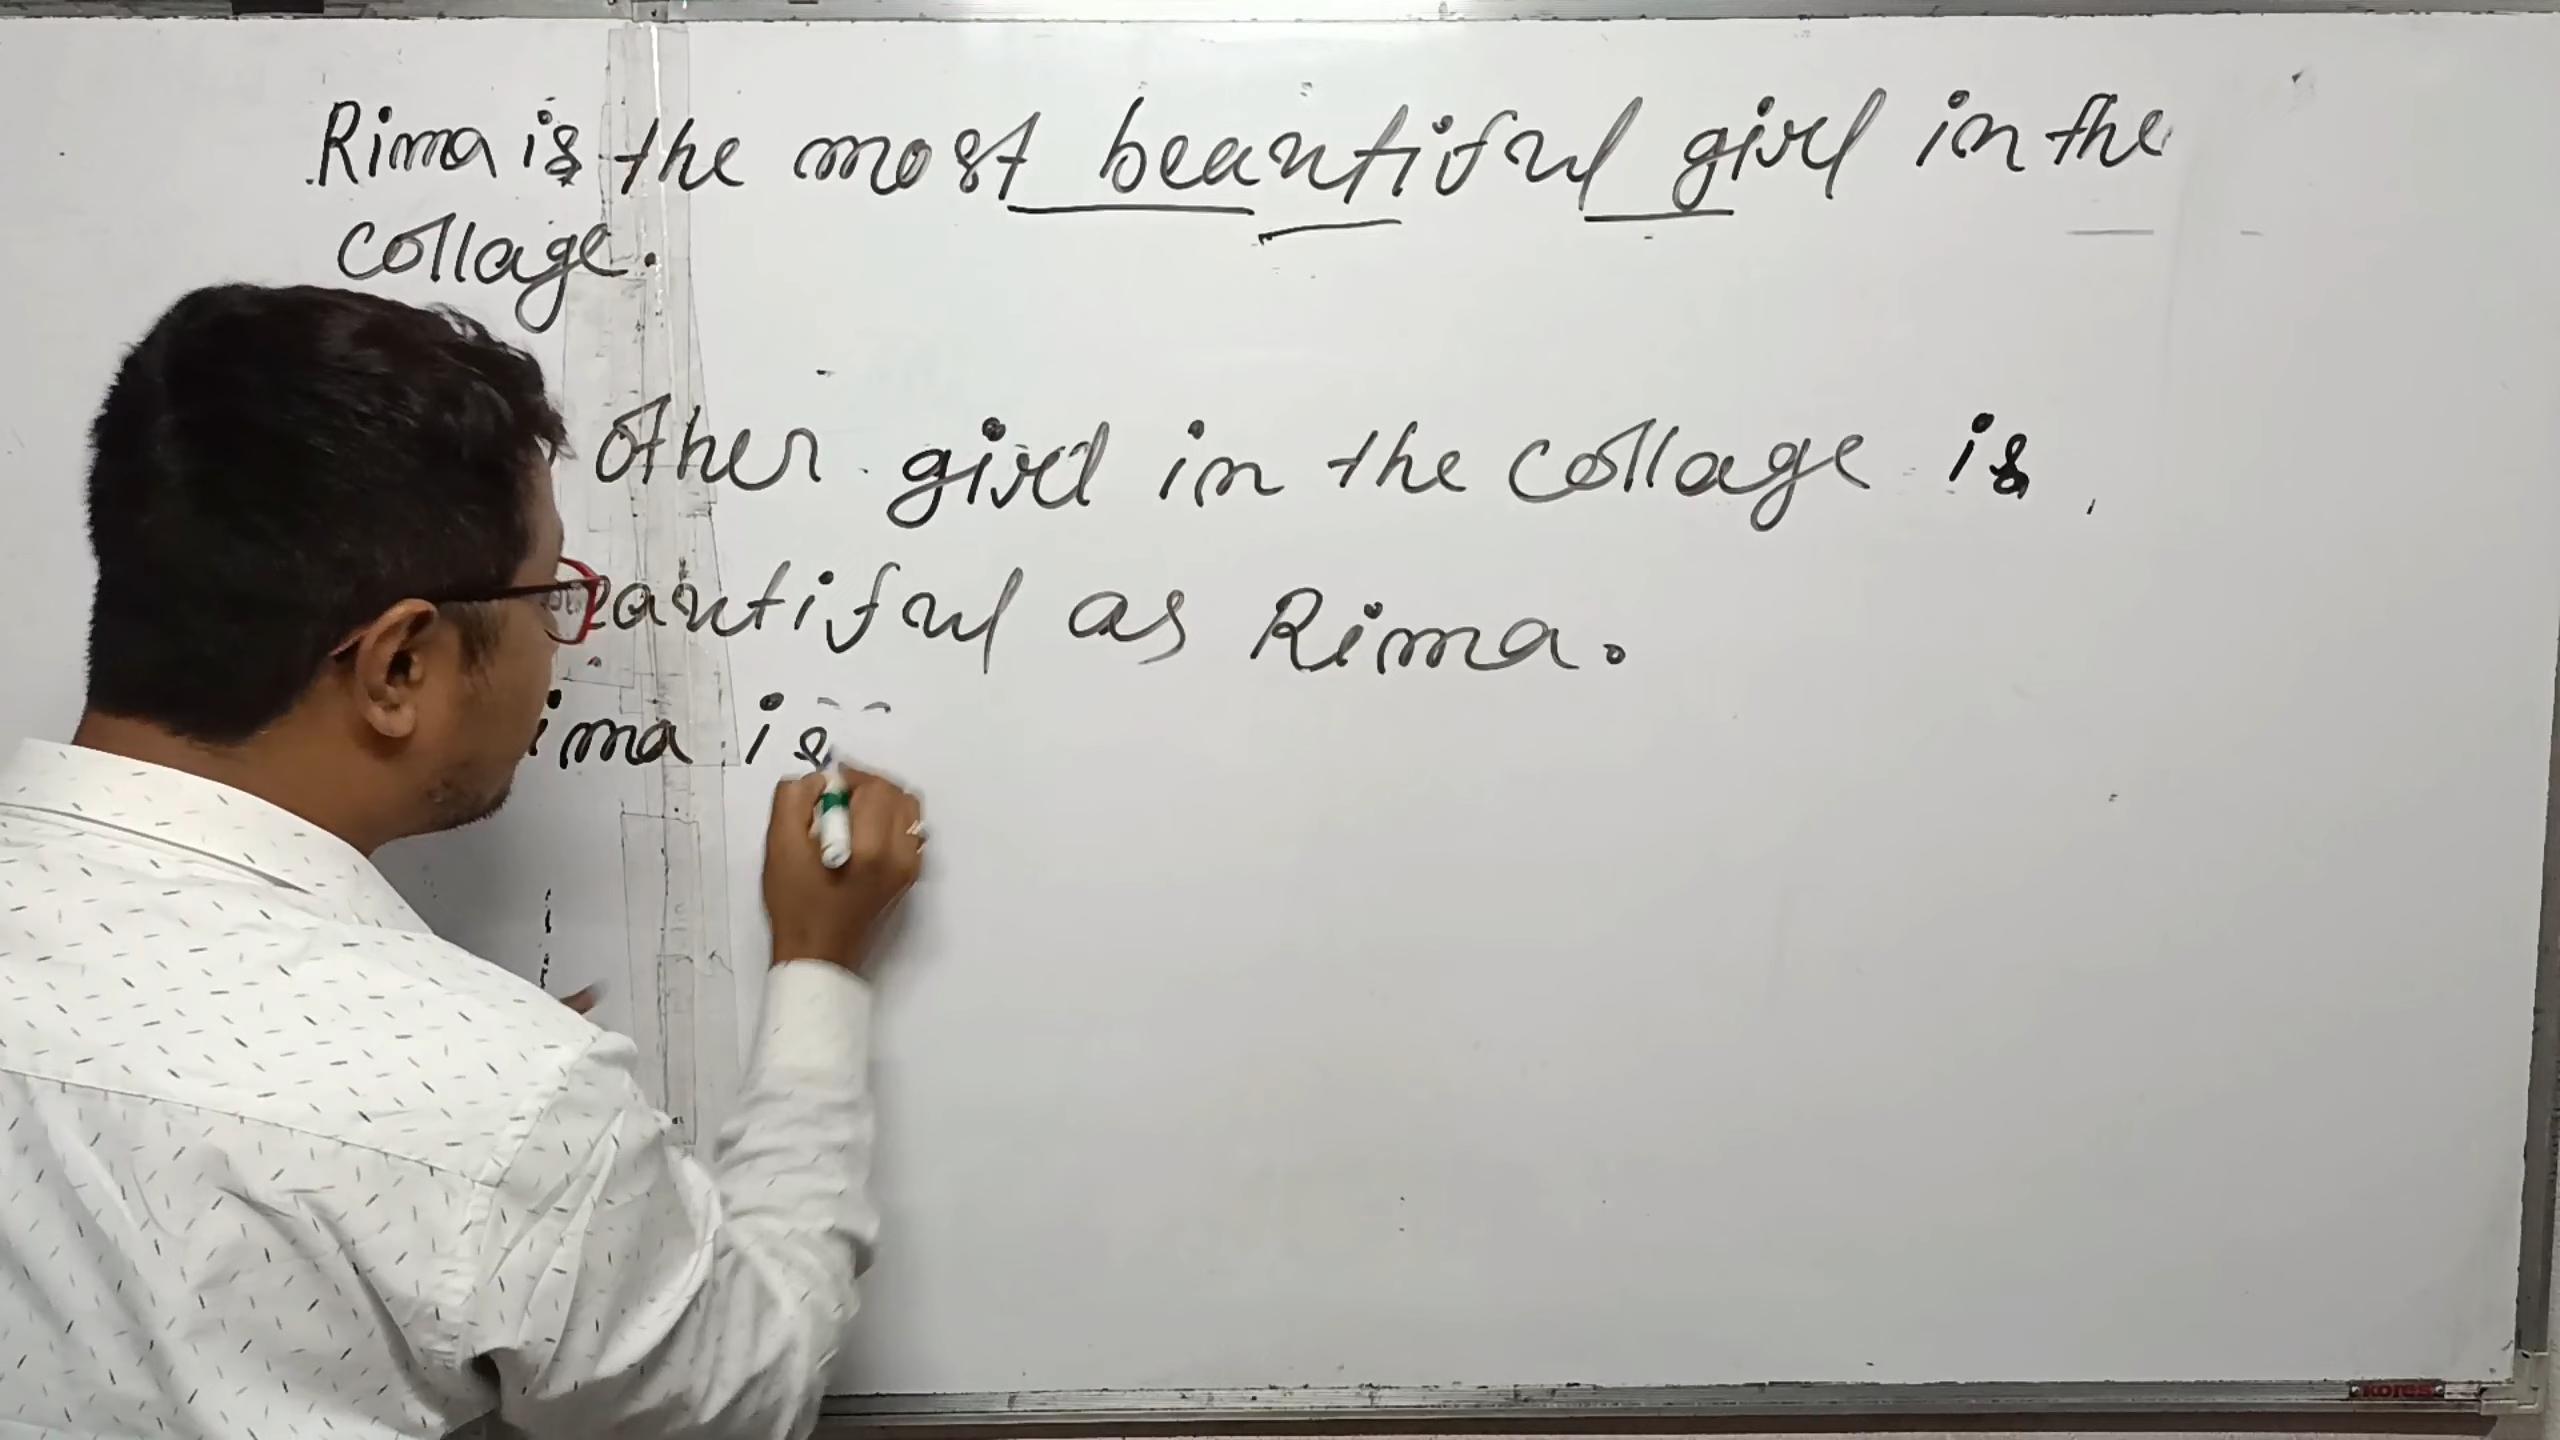 Rima is the most beautiful girl in the
collage.
other girl in the collage is
eautiful as Rima.
ima is
kores